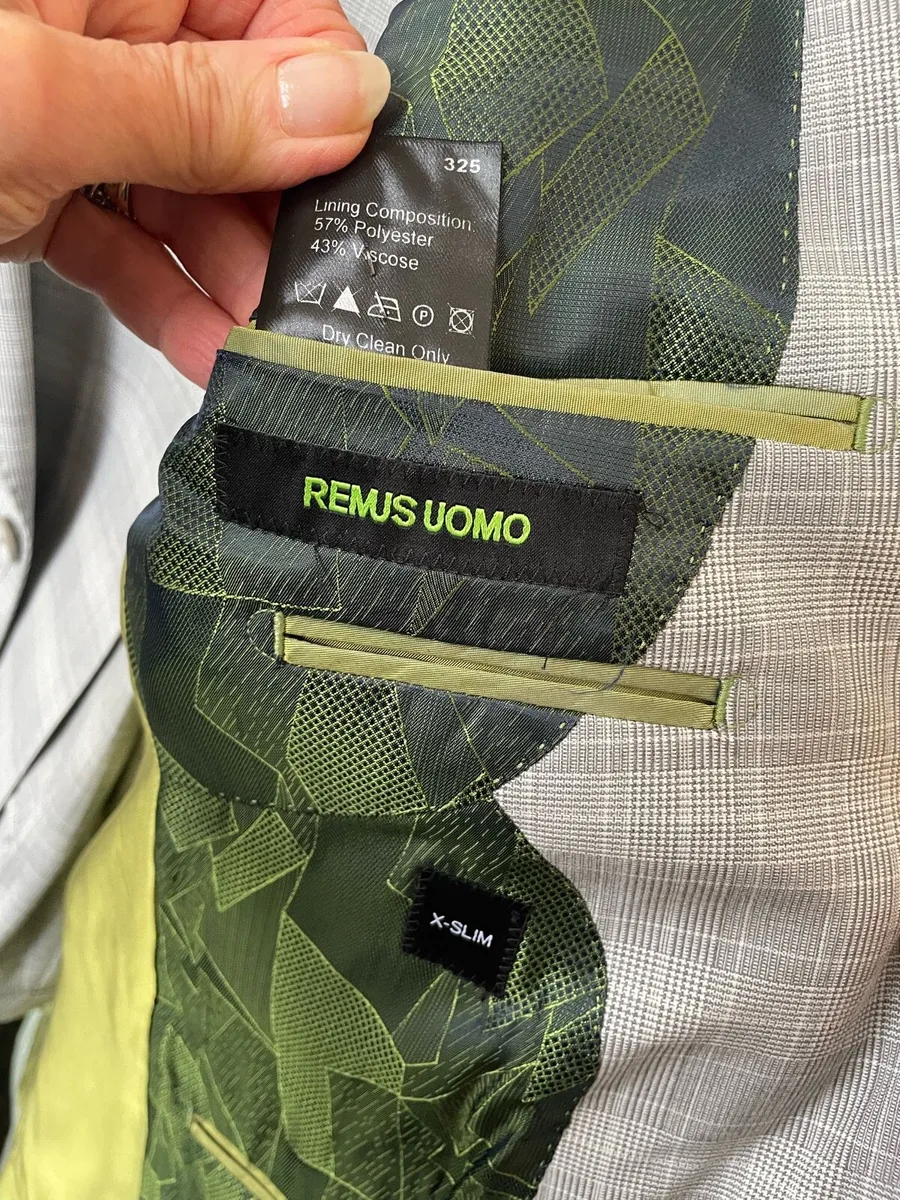 325
Lining Composition:
57% Polyester
43% Viscose
P
Dry Clean Only
REMUS UOMO
X-SLIM